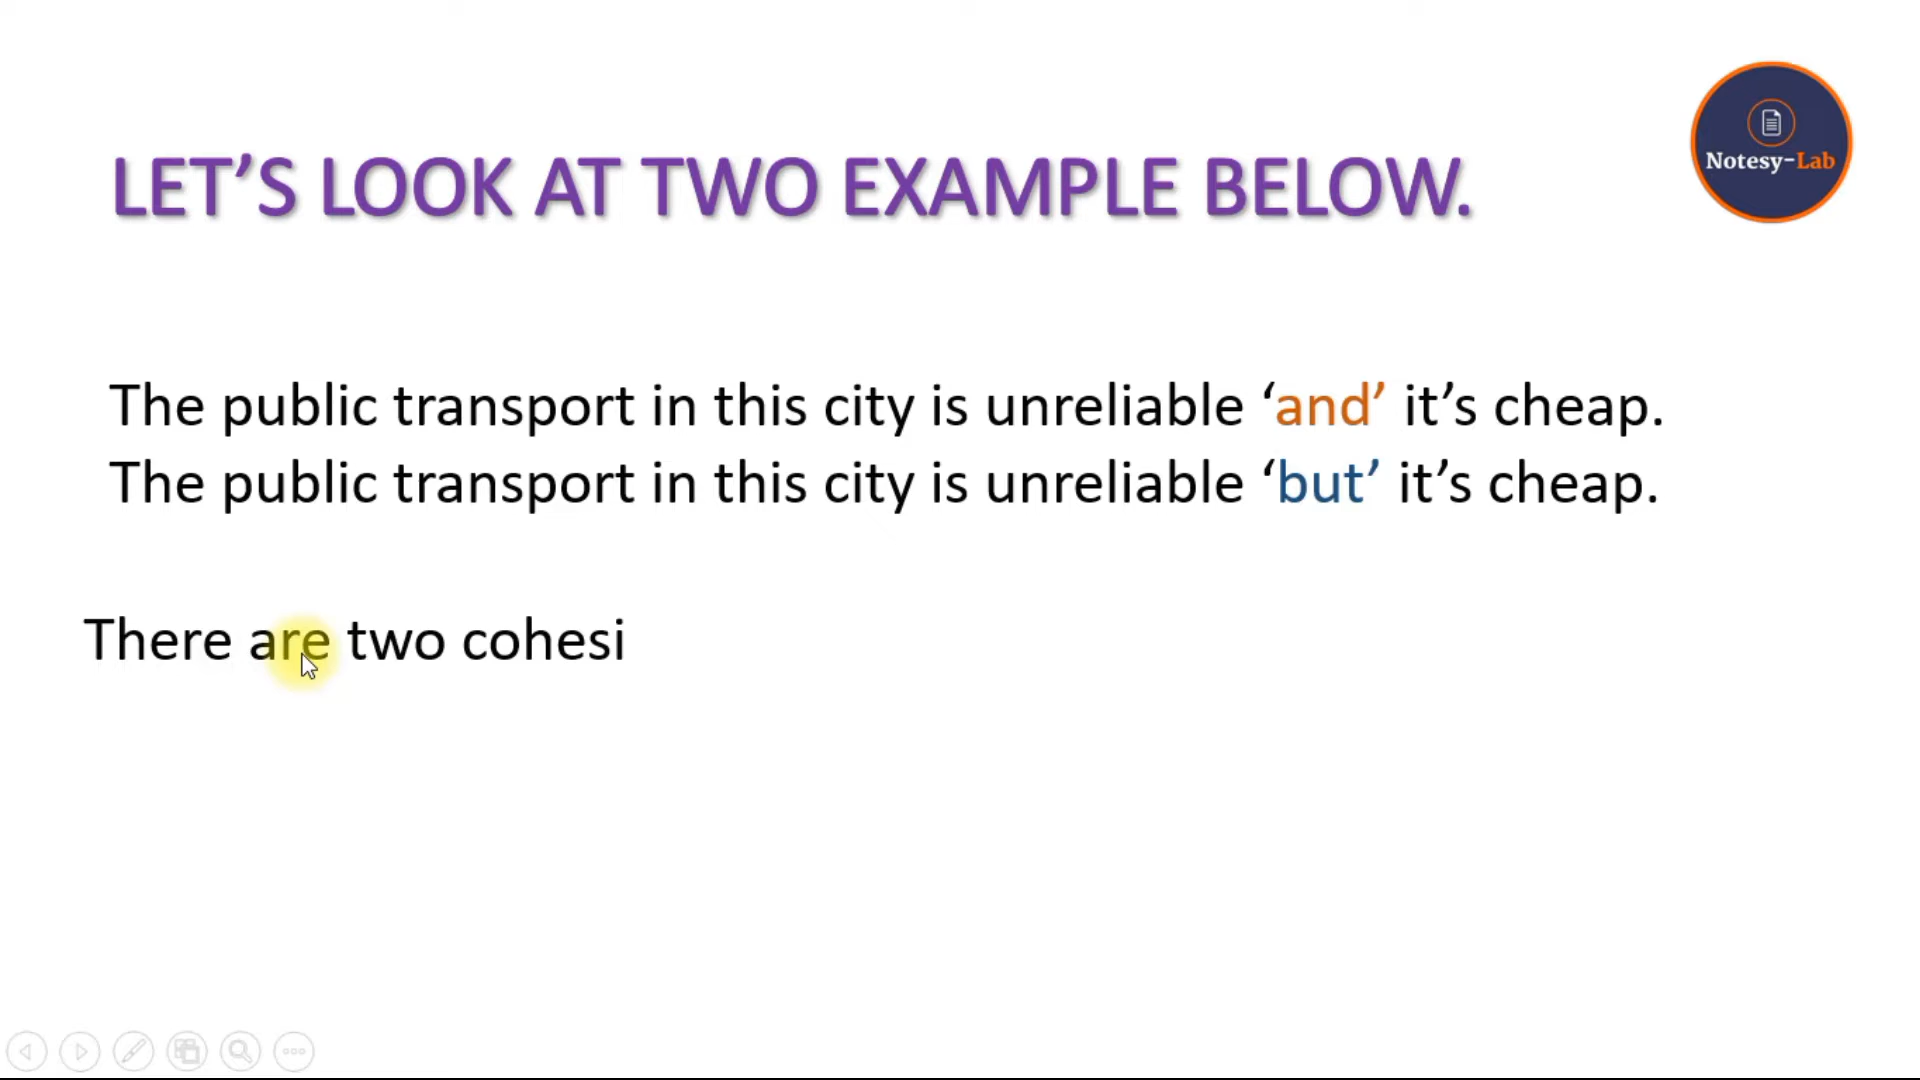 Notesy-Lab
LET’S LOOK AT TWO EXAMPLE BELOW.
The public transport in this city is unreliable ‘and’ it’s cheap.
The public transport in this city is unreliable ‘but’ it’s cheap.
There are two cohesi